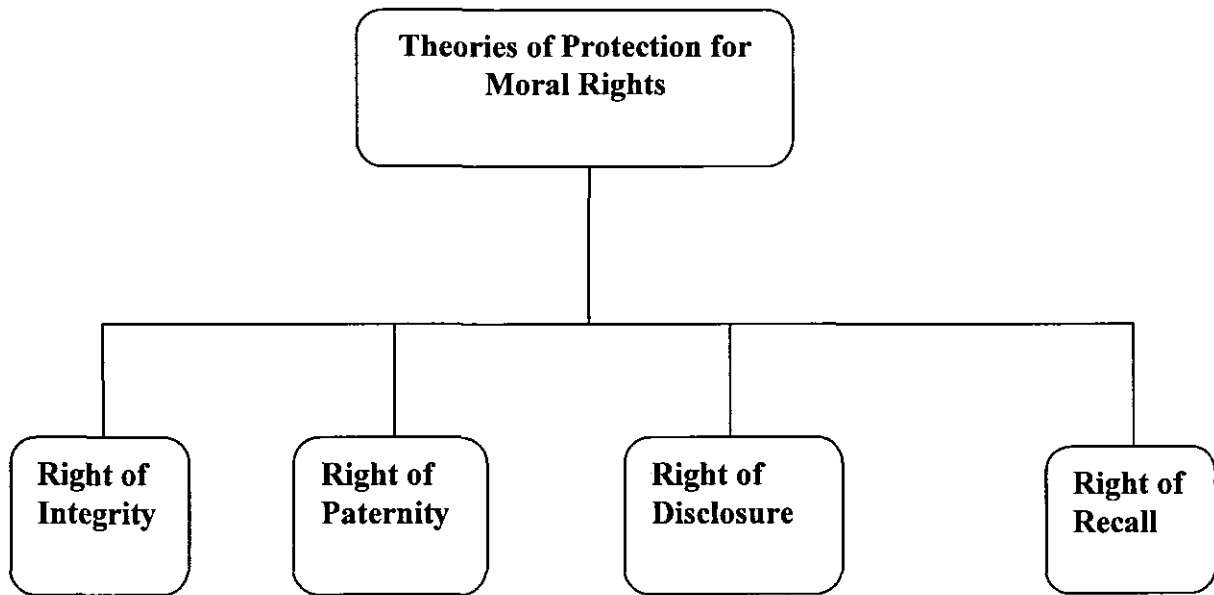 Theories of Protection for
Moral Rights
Right of
Integrity
Right of
Paternity
Right of
Disclosure
Right of
Recall